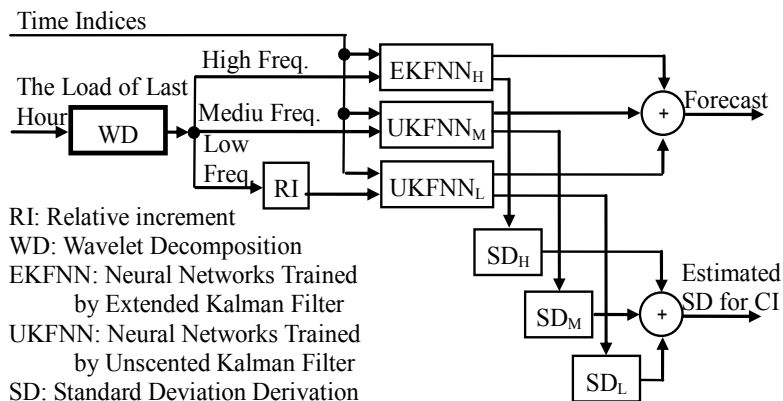 Time Indices
High Freq.
EKFNN_H
The Load of Last
Hour
WD
Mediu Freq.
UKFNN_M
+
Forecast
Low
Freq.
RI
UKFNN_L
RI: Relative increment
WD: Wavelet Decomposition
EKFNN: Neural Networks Trained
by Extended Kalman Filter
UKFNN: Neural Networks Trained
by Unscented Kalman Filter
SD: Standard Deviation Derivation
SD_H
SD_M
SD_L
+
Estimated
SD for CI